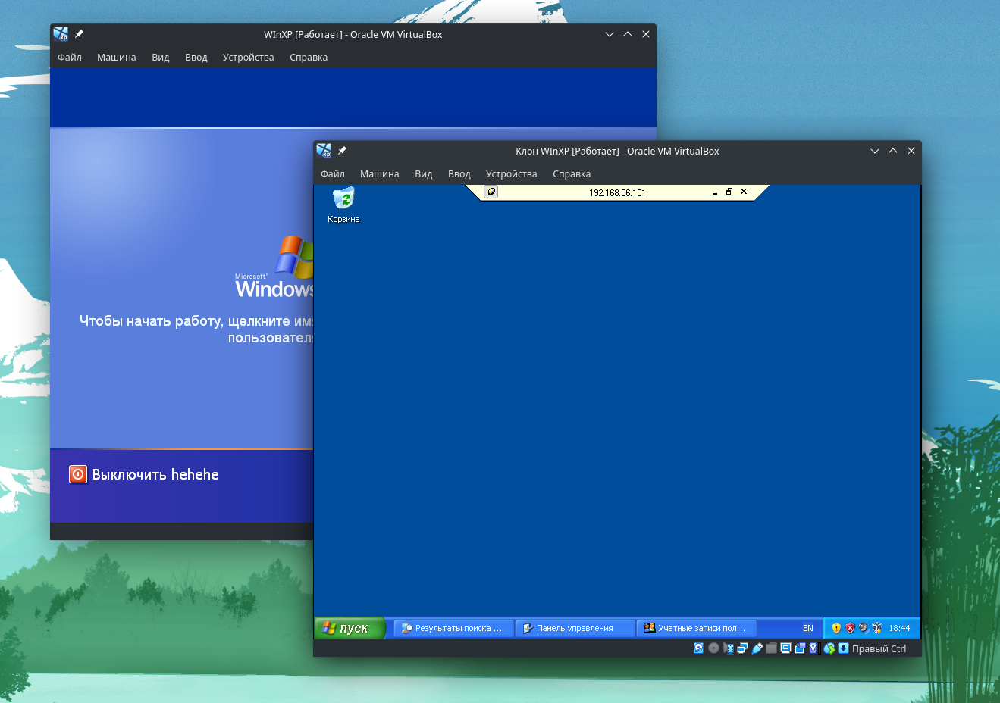 WInXP [Работает] - Oracle VM VirtualBox
Файл Машина Вид Ввод Устройства Справка
Microsoft®
Windows
Чтобы начать работу, щелкните
пользовател
Выключить hehehe
Клон WInXP [Работает] - Oracle VM VirtualBox
Файл Машина Вид Ввод Устройства Справка
192.168.56.101
Корзина
пуск Результаты поиска ... Панель управления Учетные записи пол... EN 18:44
Правый Ctrl